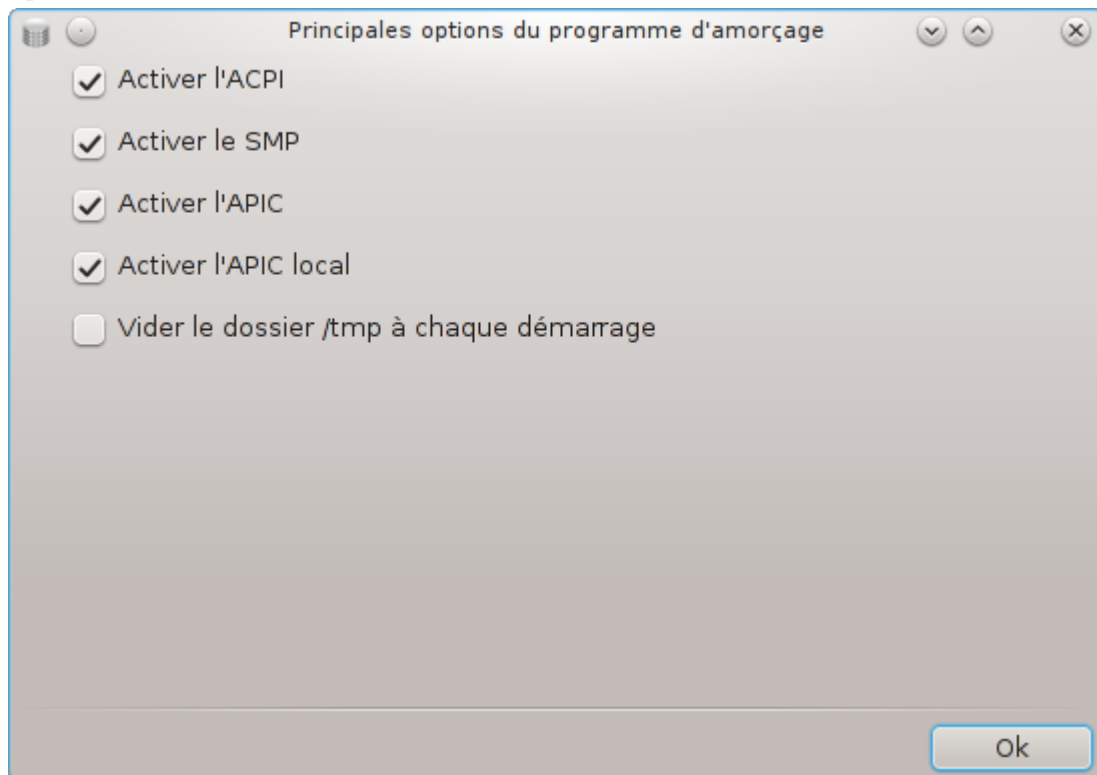 Principales options du programme d'amorçage
Activer l'ACPI
Activer le SMP
Activer l'APIC
Activer l'APIC local
Vider le dossier /tmp à chaque démarrage
Ok